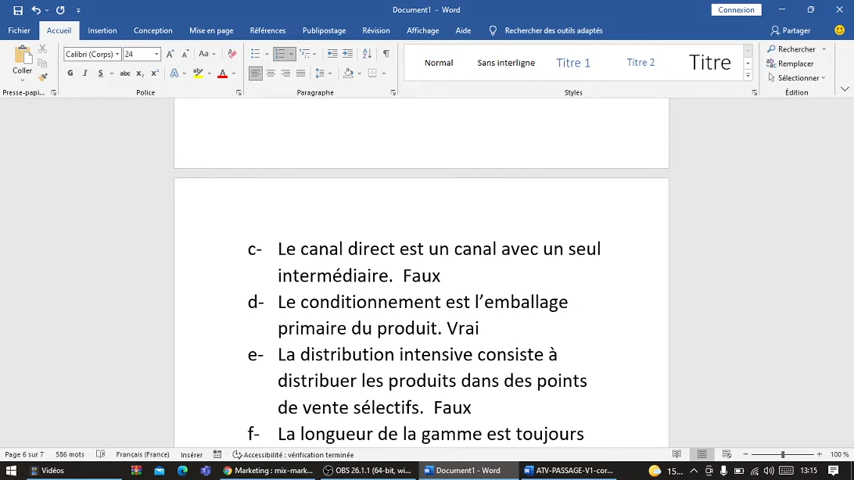 Document1 - Word
Connexion
Fichier Accueil Insertion Conception Mise en page Références Publipostage Révision Affichage Aide Rechercher des outils adaptés Partager
Coller
Calibri (Corps) 24
Normal Sans interligne Titre 1 Titre 2 Titre
Rechercher
Remplacer
Sélectionner
Presse-papi... Police Paragraphe Styles Édition
c- Le canal direct est un canal avec un seul
intermédiaire. Faux
d- Le conditionnement est l’emballage
primaire du produit. Vrai
e- La distribution intensive consiste à
distribuer les produits dans des points
de vente sélectifs. Faux
f- La longueur de la gamme est toujours
Page 6 sur 7 586 mots Français (France) Insérer Accessibilité : vérification terminée 100 %
Vidéos Marketing : mix-mark... OBS 26.1.1 (64-bit, wi... Document1 - Word ATV-PASSAGE-V1-cor... 15... 13:15